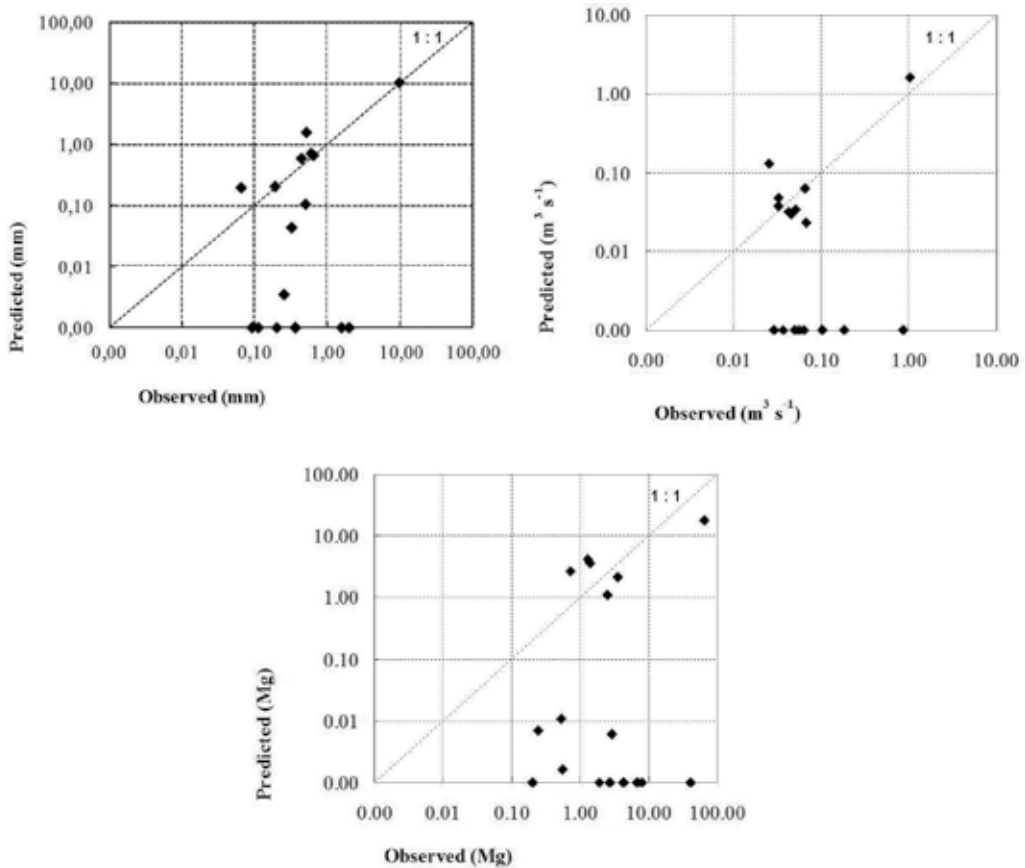 100,00
10,00
1,00
0,10
0,01
0,00
Predicted (mm)
1 : 1
0,00 0,01 0,10 1,00 10,00 100,00
Observed (mm)
10.00
1.00
0.10
0.01
0.00
Predicted (m³ s⁻¹)
1 : 1
0.00 0.01 0.10 1.00 10.00
Observed (m³ s⁻¹)
100.00
10.00
1.00
0.10
0.01
0.00
Predicted (Mg)
1 : 1
0.00 0.01 0.10 1.00 10.00 100.00
Observed (Mg)